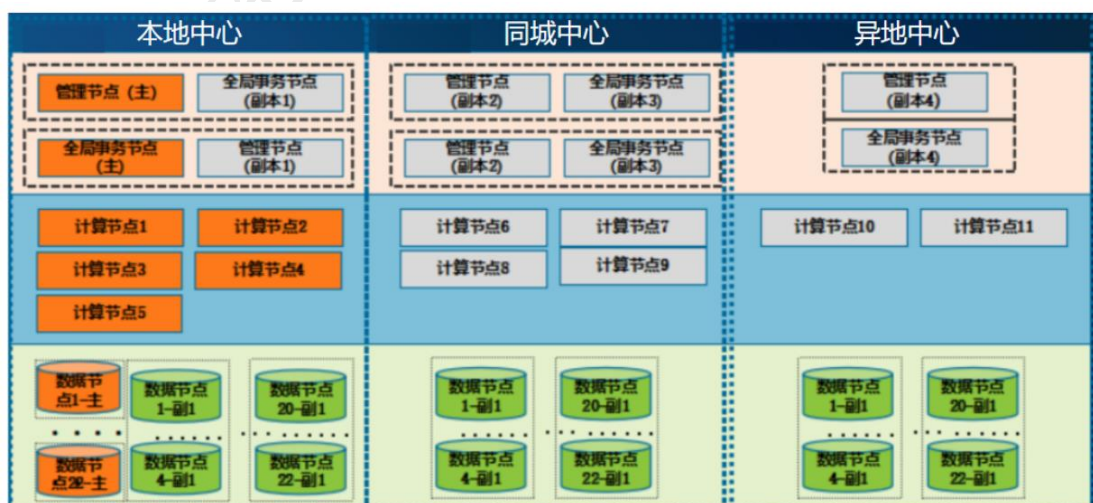 本地中心
同城中心
异地中心
管理节点 (主)
全局事务节点
(副本1)
管理节点
(副本2)
全局事务节点
(副本3)
管理节点
(副本4)
全局事务节点
(主)
管理节点
(副本1)
管理节点
(副本2)
全局事务节点
(副本3)
全局事务节点
(副本4)
计算节点1
计算节点2
计算节点6
计算节点7
计算节点10
计算节点11
计算节点3
计算节点4
计算节点8
计算节点9
计算节点5
数据节
点1-主
数据节点
1-副1
数据节点
20-副1
数据节点
1-副1
数据节点
20-副1
数据节点
1-副1
数据节点
20-副1
数据节
数据节点
4-副1
数据节点
22-副1
数据节点
4-副1
数据节点
22-副1
数据节点
4-副1
数据节点
22-副1